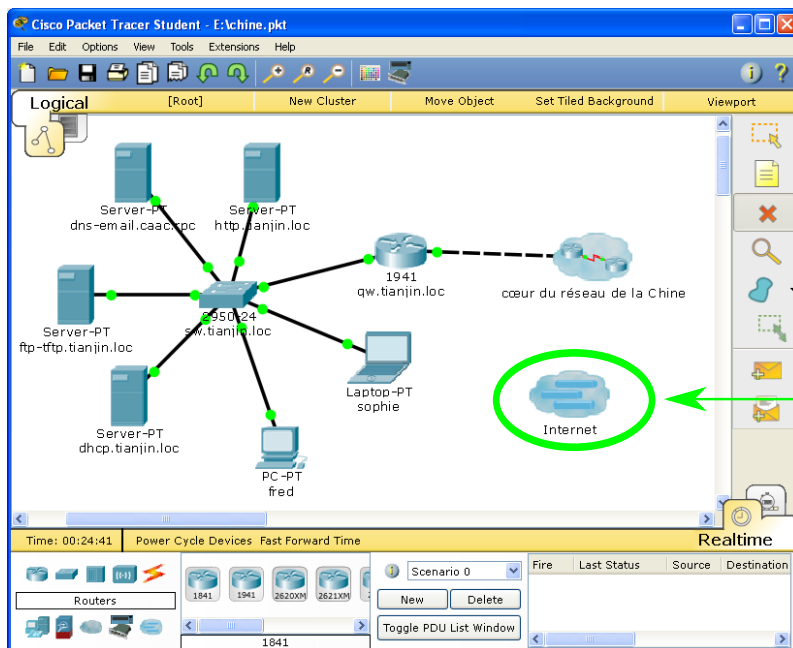 Cisco Packet Tracer Student - E:\chine.pkt
File Edit Options View Tools Extensions Help
Logical [Root] New Cluster Move Object Set Tiled Background Viewport
Server-PT
dns-email.caac.rpc
Server-PT
http.tianjin.loc
1941
gw.tianjin.loc
cœur du réseau de la Chine
2950-24
sw.tianjin.loc
Server-PT
ftp-tftp.tianjin.loc
Laptop-PT
sophie
Internet
Server-PT
dhcp.tianjin.loc
PC-PT
fred
Time: 00:24:41 Power Cycle Devices Fast Forward Time Realtime
Routers
1841 1941 2620XM 2621XM
1841
Scenario 0
New Delete
Toggle PDU List Window
Fire Last Status Source Destination